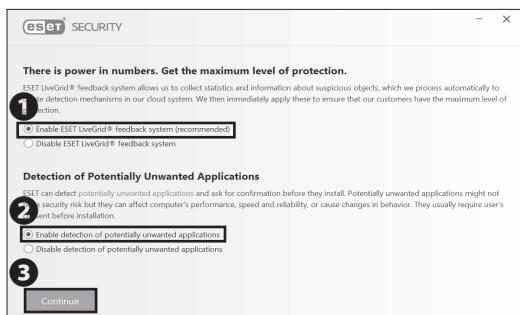 eset SECURITY
There is power in numbers. Get the maximum level of protection.
ESET LiveGrid® feedback system allows us to collect statistics and information about suspicious objects, which we process automatically to
detection mechanisms in our cloud system. We then immediately apply these to ensure that our customers have the maximum level of
1
Enable ESET LiveGrid® feedback system (recommended)
Disable ESET LiveGrid® feedback system
Detection of Potentially Unwanted Applications
ESET can detect potentially unwanted applications and ask for confirmation before they install. Potentially unwanted applications might not
security risk but they can affect computer's performance, speed and reliability, or cause changes in behavior. They usually require user's
before installation.
2
Enable detection of potentially unwanted applications
Disable detection of potentially unwanted applications
3
Continue